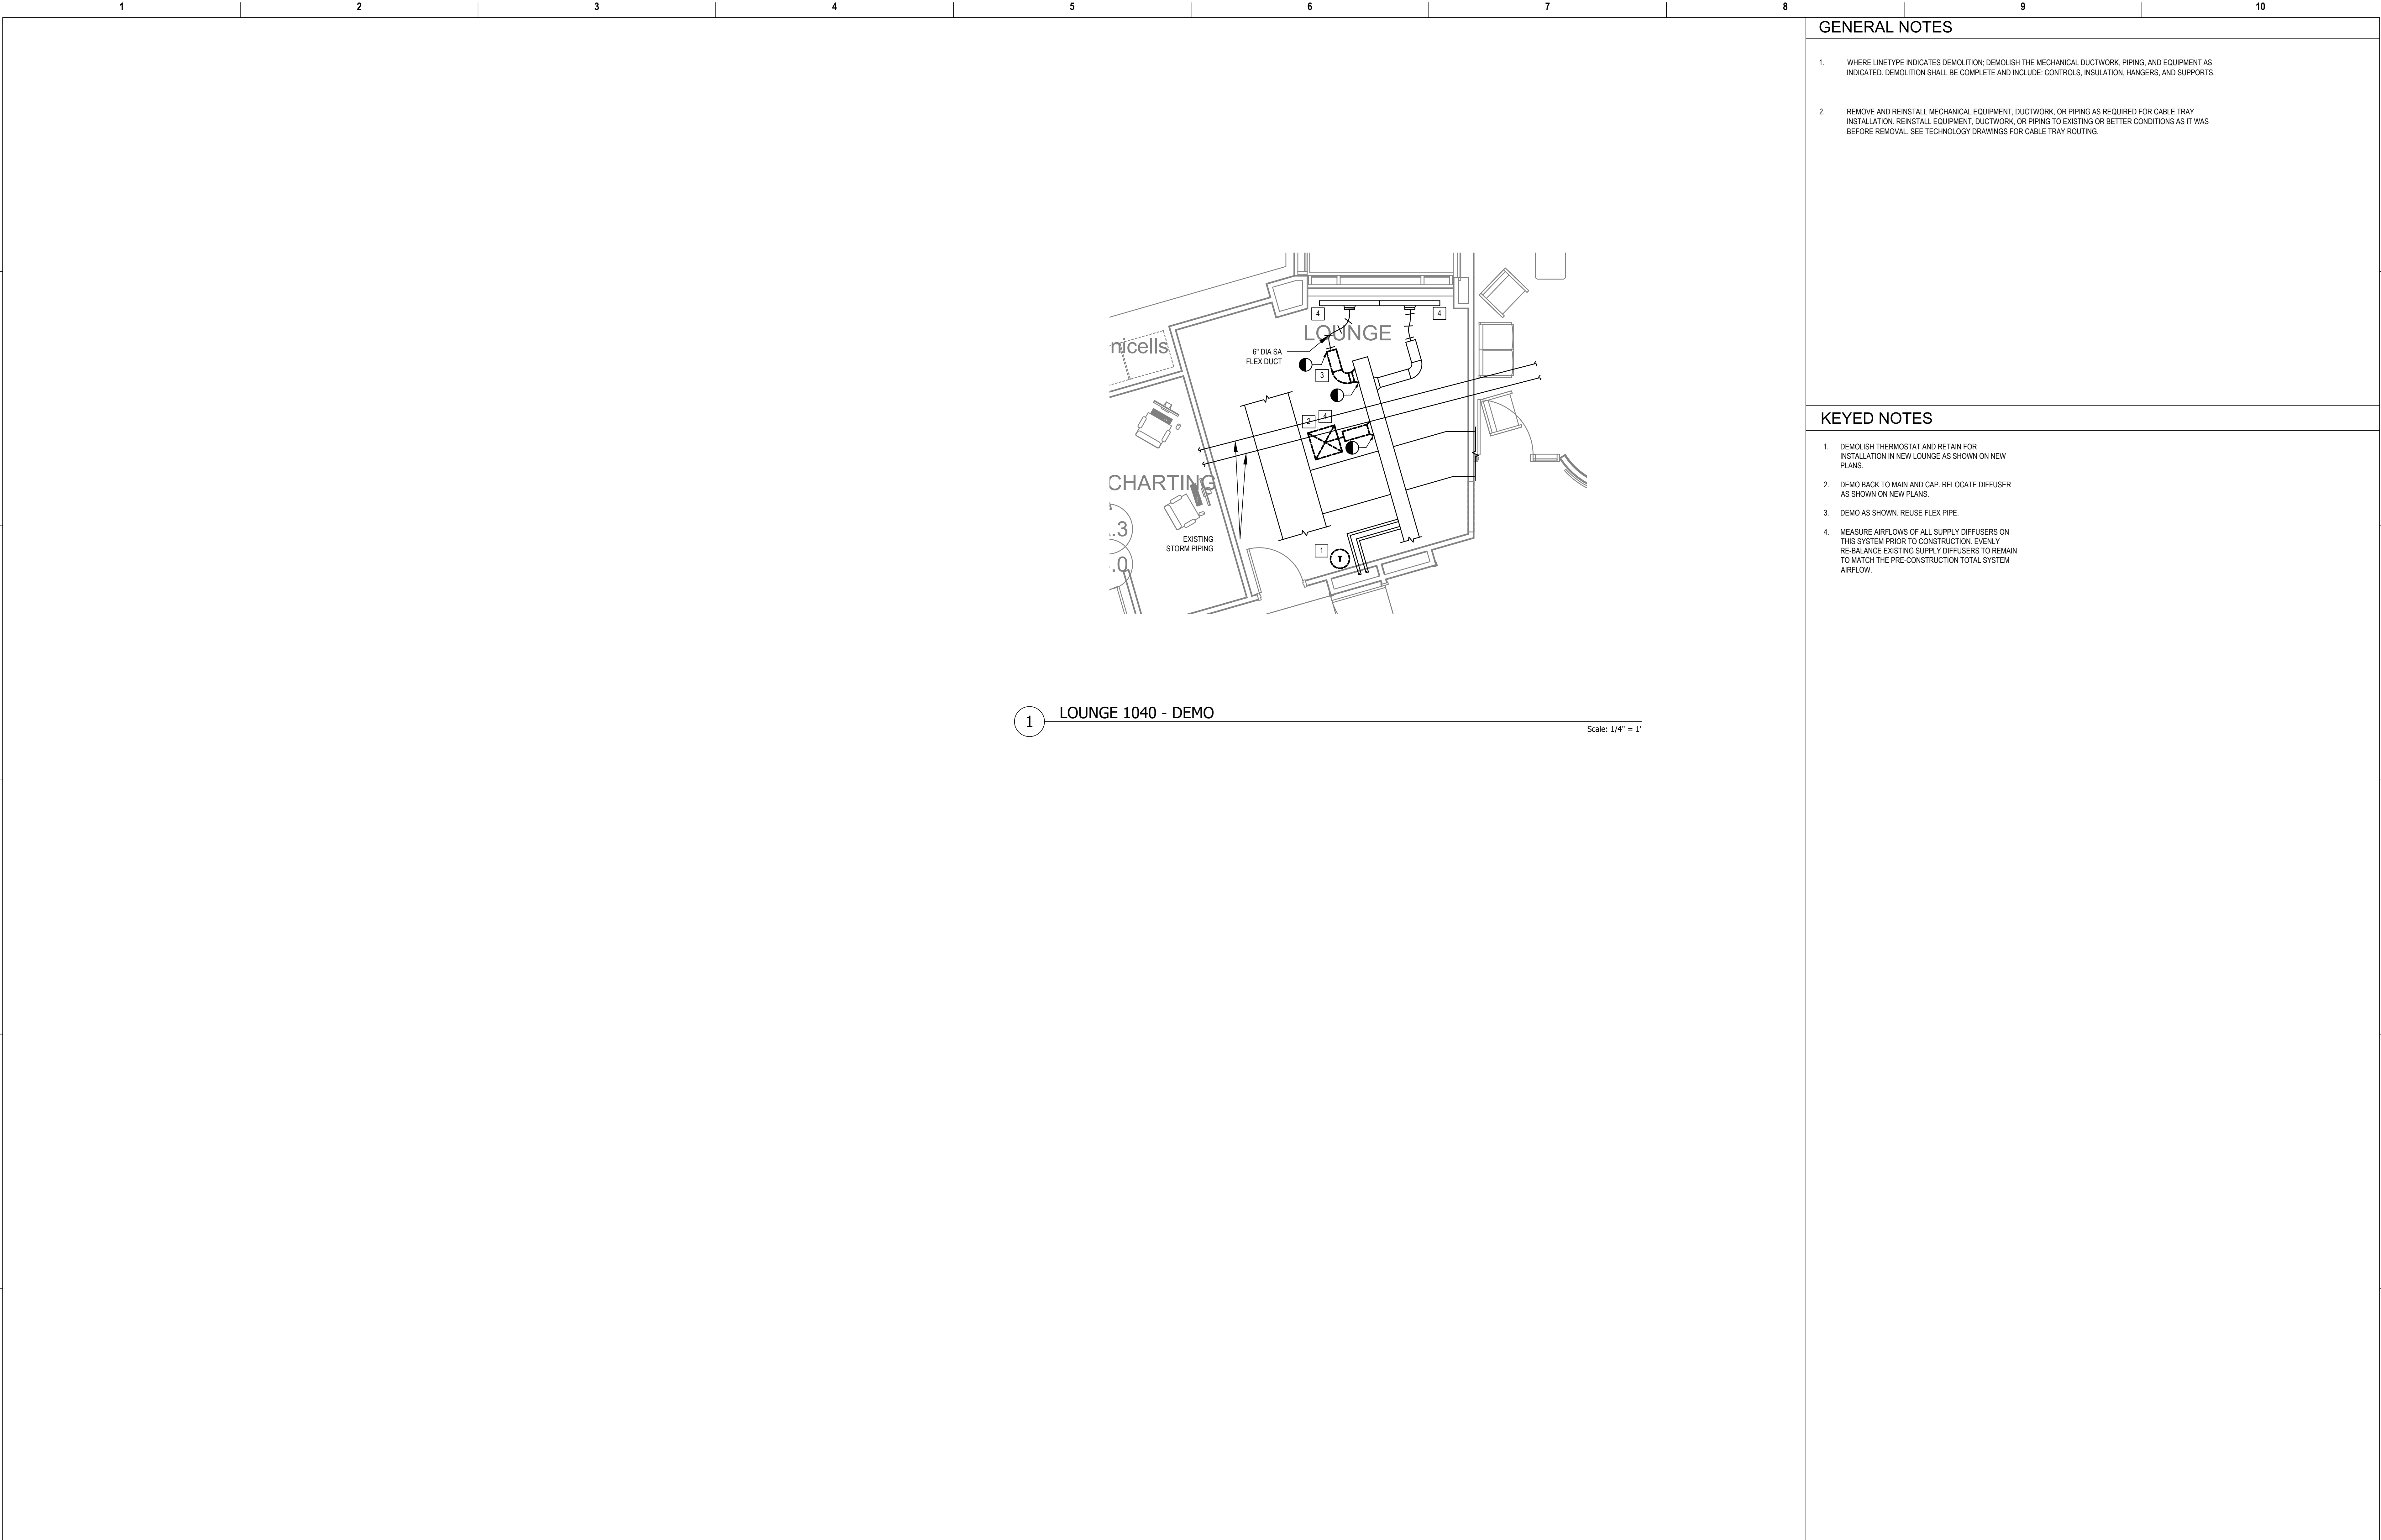 1 2 3 4 5 6 7 8 9 10
GENERAL NOTES
1. WHERE LINETYPE INDICATES DEMOLITION; DEMOLISH THE MECHANICAL DUCTWORK, PIPING, AND EQUIPMENT AS
INDICATED. DEMOLITION SHALL BE COMPLETE AND INCLUDE: CONTROLS, INSULATION, HANGERS, AND SUPPORTS.
2. REMOVE AND REINSTALL MECHANICAL EQUIPMENT, DUCTWORK, OR PIPING AS REQUIRED FOR CABLE TRAY
INSTALLATION. REINSTALL EQUIPMENT, DUCTWORK, OR PIPING TO EXISTING OR BETTER CONDITIONS AS IT WAS
BEFORE REMOVAL. SEE TECHNOLOGY DRAWINGS FOR CABLE TRAY ROUTING.
KEYED NOTES
1. DEMOLISH THERMOSTAT AND RETAIN FOR
INSTALLATION IN NEW LOUNGE AS SHOWN ON NEW
PLANS.
2. DEMO BACK TO MAIN AND CAP. RELOCATE DIFFUSER
AS SHOWN ON NEW PLANS.
3. DEMO AS SHOWN. REUSE FLEX PIPE.
4. MEASURE AIRFLOWS OF ALL SUPPLY DIFFUSERS ON
THIS SYSTEM PRIOR TO CONSTRUCTION. EVENLY
RE-BALANCE EXISTING SUPPLY DIFFUSERS TO REMAIN
TO MATCH THE PRE-CONSTRUCTION TOTAL SYSTEM
AIRFLOW.
4 4
LOUNGE
nicells
6" DIA SA
FLEX DUCT
3
2 4
CHARTING
.3
EXISTING
STORM PIPING
1 T
.0
1 LOUNGE 1040 - DEMO
Scale: 1/4" = 1'